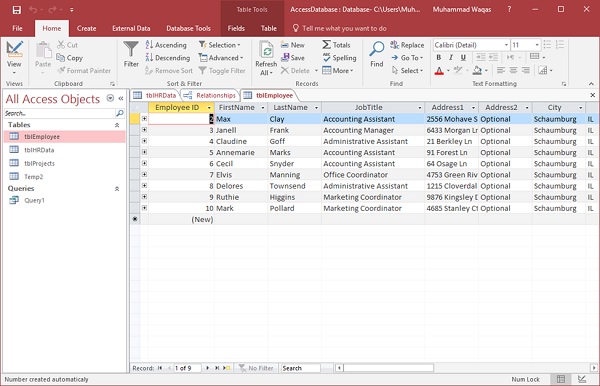 Table Tools
AccessDatabase : Database- C:\Users\Muh...
Muhammad Waqas
File Home Create External Data Database Tools Fields Table Tell me what you want to do
View
Views
Paste
Cut
Copy
Format Painter
Clipboard
Filter
Ascending
Descending
Remove Sort
Selection
Advanced
Toggle Filter
Sort & Filter
Refresh All
New
Save
Delete
Totals
Spelling
More
Records
Find
Find
Calibri (Detail) 11
B I U
Text Formatting
All Access Objects
Search...
Tables
tblEmployee
tblHRData
tblProjects
Temp2
Queries
Query1
tblHRData Relationships tblEmployee
Employee ID FirstName LastName JobTitle Address1 Address2 City
2 Max Clay Accounting Assistant 2556 Mohave S Optional Schaumburg IL
3 Janell Frank Accounting Manager 6433 Morgan Ln Optional Schaumburg IL
4 Claudine Goff Administrative Assistant 21 Berkley Ln Optional Schaumburg IL
5 Annemarie Marks Accounting Assistant 91 Forest Ln Optional Schaumburg IL
6 Cecil Snyder Accounting Assistant 64 Osage Ln Optional Schaumburg IL
7 Elvis Manning Office Coordinator 4753 Green Riv Optional Schaumburg IL
8 Delores Townsend Administrative Assistant 1215 Cloverdal Optional Schaumburg IL
9 Ruthie Higgins Marketing Coordinator 9876 Kingsley D Optional Schaumburg IL
10 Mark Pollard Marketing Coordinator 4685 Stanley Ct Optional Schaumburg IL
(New)
Record: 1 of 9 No Filter Search
Number created automaticaly
Num Lock